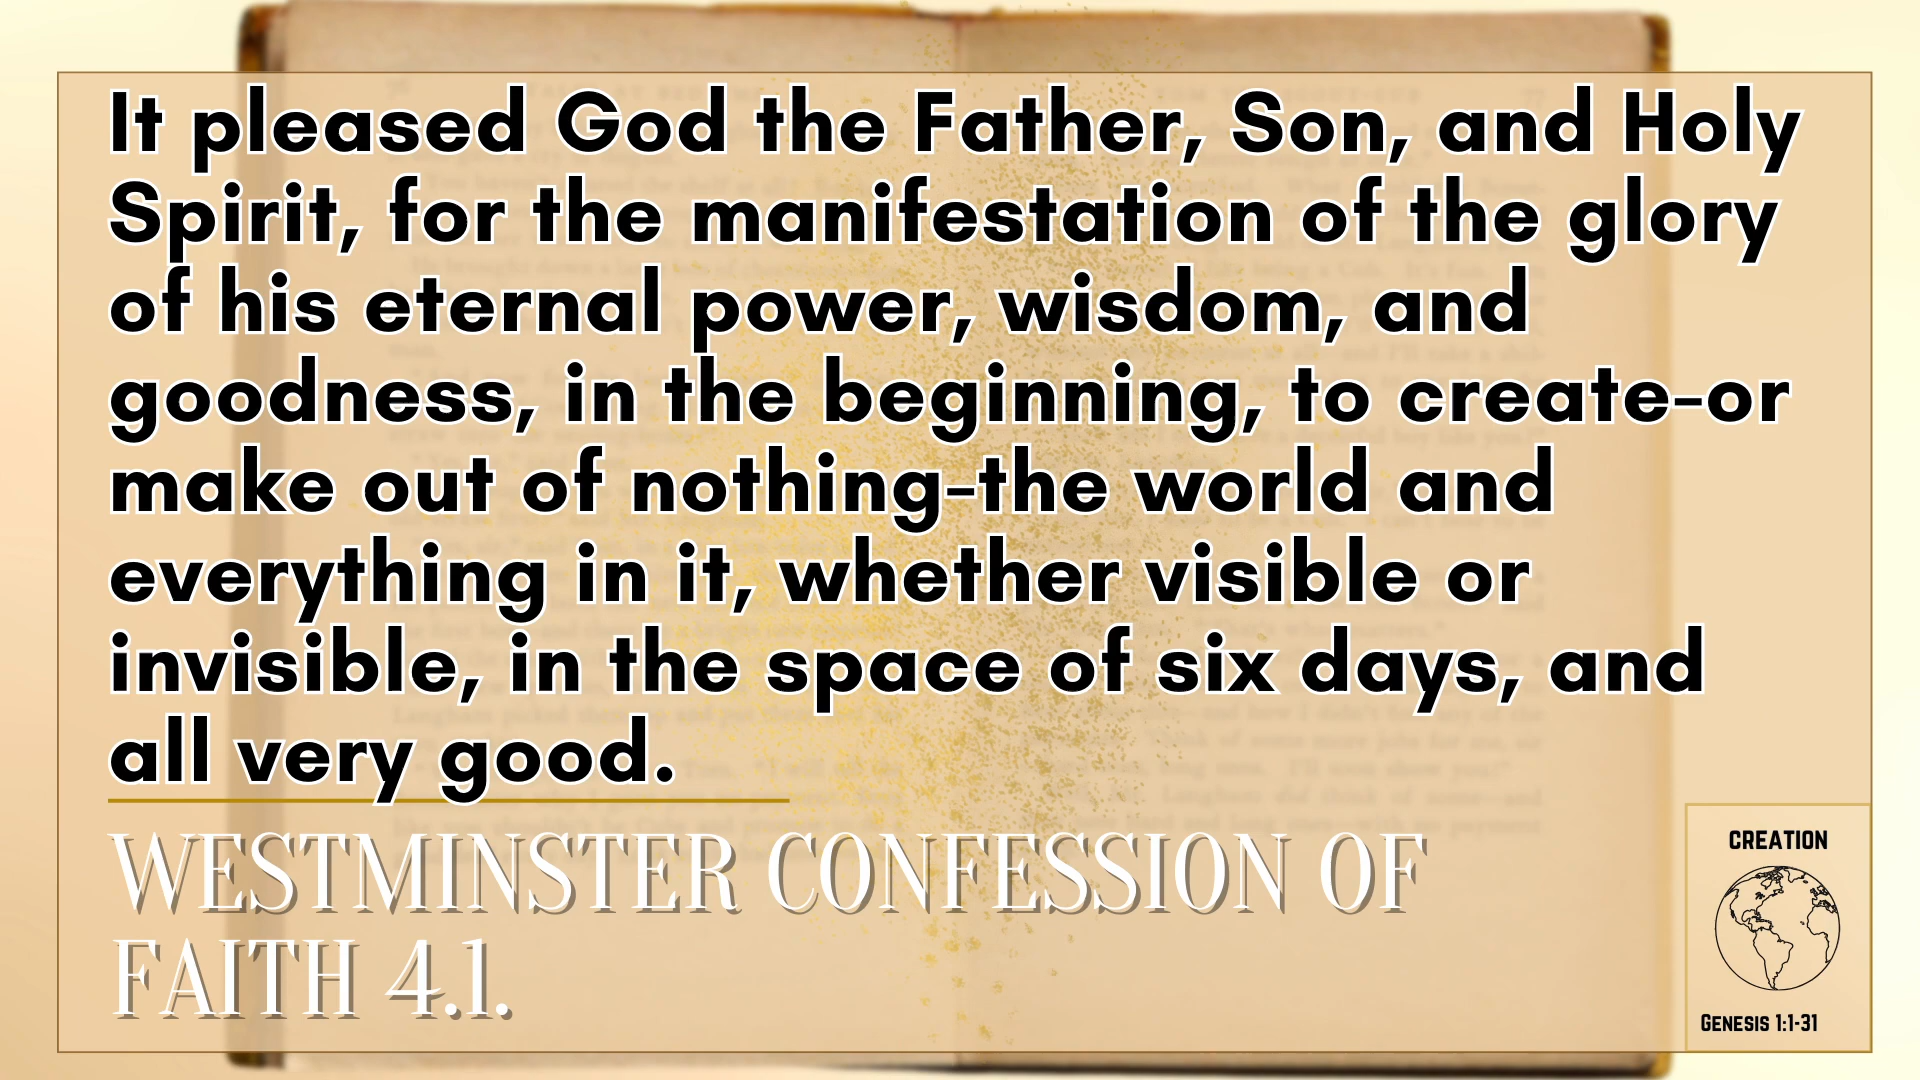 It pleased God the Father, Son, and Holy
Spirit, for the manifestation of the glory
of his eternal power, wisdom, and
goodness, in the beginning, to create-or
make out of nothing-the world and
everything in it, whether visible or
invisible, in the space of six days, and
all very good.
WESTMINSTER CONFESSION OF
FAITH 4.1.
CREATION
GENESIS 1:1-31